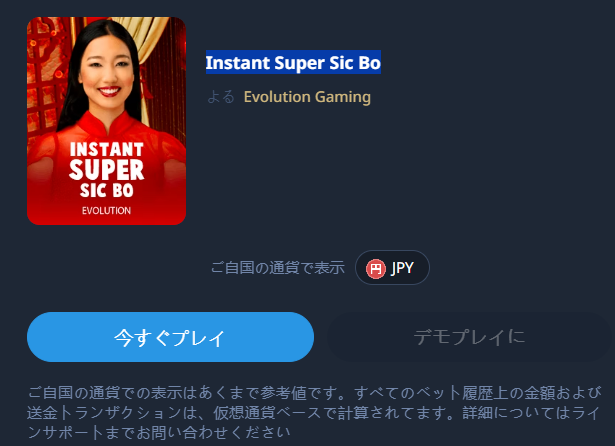 INSTANT
SUPER
SIC BO
EVOLUTION
Instant Super Sic Bo
よる Evolution Gaming
ご自国の通貨で表示 円 JPY
今すぐプレイ
デモプレイに
ご自国の通貨での表示はあくまで参考値です。すべてのベット履歴上の金額および
送金トランザクションは、仮想通貨ベースで計算されてます。詳細についてはライ
ンサポートまでお問い合わせください